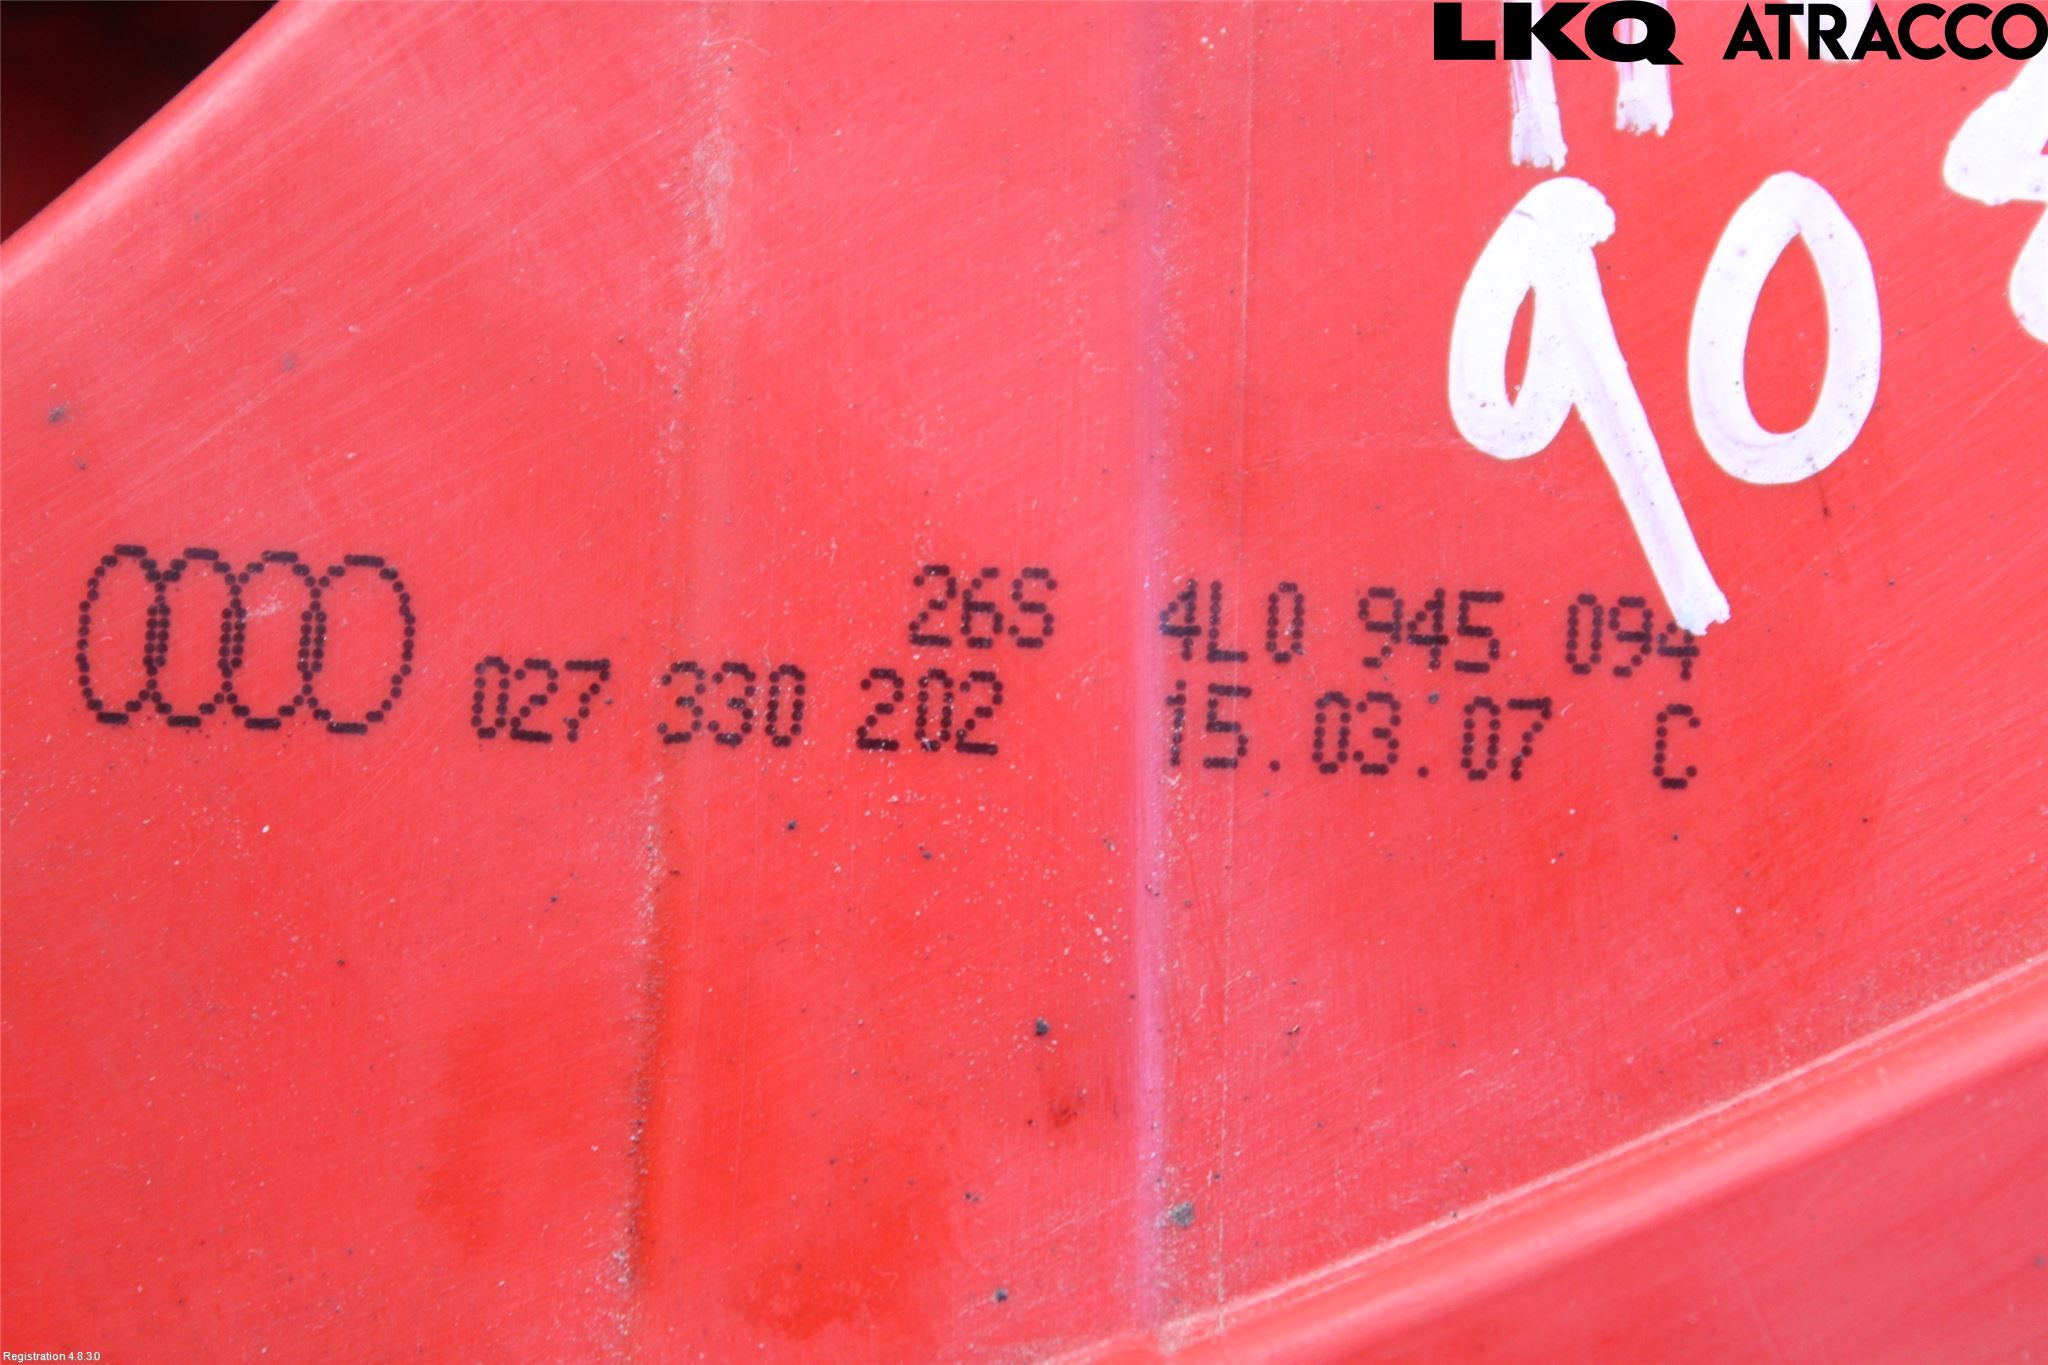 LKQ ATRACCO
90
26S 4L0 945 094
027 330 202 15.03.07 C
Registration 4.8.3.0